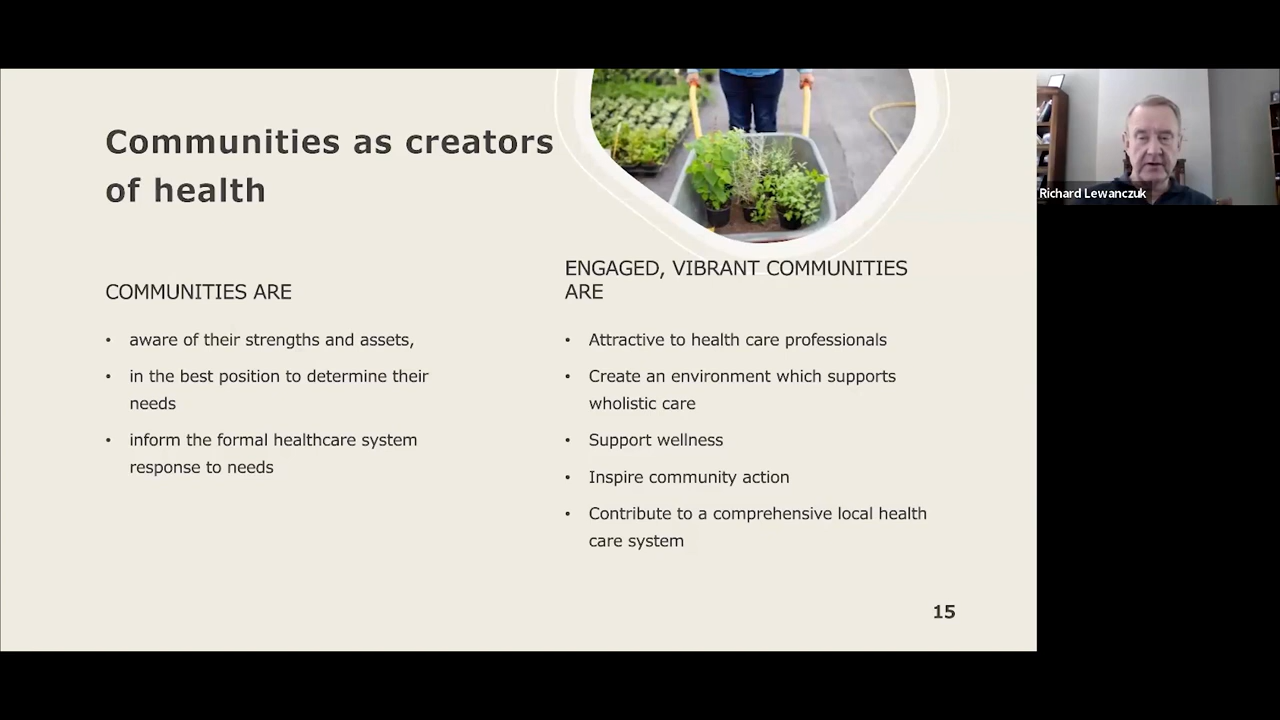 Communities as creators
of health
COMMUNITIES ARE
• aware of their strengths and assets,
• in the best position to determine their
needs
• inform the formal healthcare system
response to needs
ENGAGED, VIBRANT COMMUNITIES
ARE
• Attractive to health care professionals
• Create an environment which supports
wholistic care
• Support wellness
• Inspire community action
• Contribute to a comprehensive local health
care system
15
Richard Lewanczuk